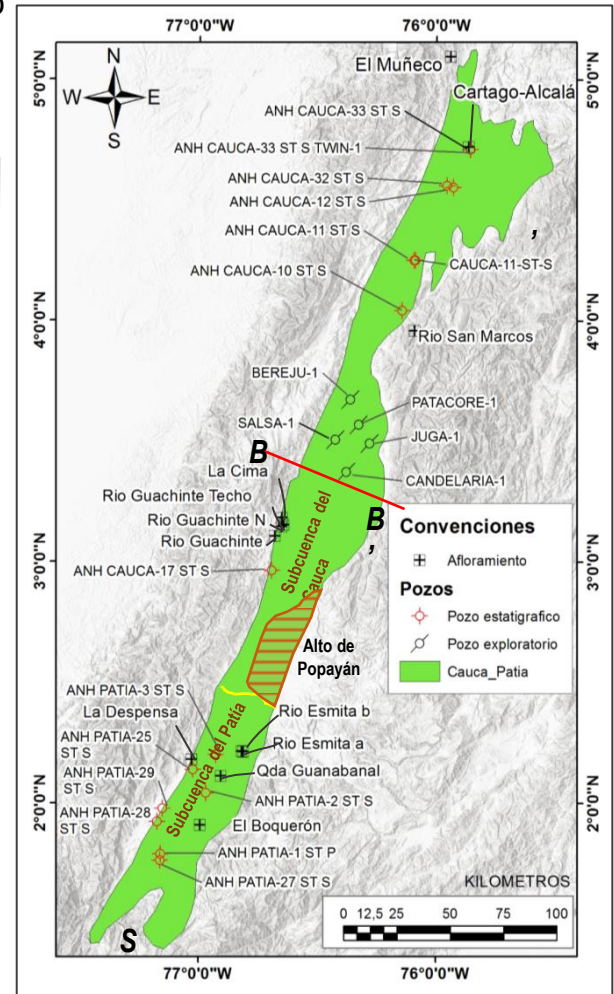 77°0'0"W
76°0'0"W
5°0'0"N
5°0'0"N
N
W
E
S
El Muñeco
Cartago-Alcalá
ANH CAUCA-33 ST S
ANH CAUCA-33 ST S TWIN-1
ANH CAUCA-32 ST S
ANH CAUCA-12 ST S
ANH CAUCA-11 ST S
,
CAUCA-11-ST-S
ANH CAUCA-10 ST S
4°0'0"N
4°0'0"N
Rio San Marcos
BEREJU-1
PATACORE-1
SALSA-1
JUGA-1
B
CANDELARIA-1
La Cima
Rio Guachinte Techo
Rio Guachinte N
Rio Guachinte
Subcuenca del
Cauca
B
,
Convenciones
Afloramiento
Pozos
Pozo estatigrafico
Pozo exploratorio
Cauca_Patia
3°0'0"N
3°0'0"N
ANH CAUCA-17 ST S
Alto de
Popayán
ANH PATIA-3 ST S
La Despensa
Rio Esmita b
ANH PATIA-25
ST S
Rio Esmita a
Subcuenca del Patía
Qda Guanabanal
ANH PATIA-29
ST S
ANH PATIA-2 ST S
ANH PATIA-28
ST S
2°0'0"N
2°0'0"N
El Boquerón
ANH PATIA-1 ST P
ANH PATIA-27 ST S
KILOMETROS
0 12,5 25 50 75 100
S
77°0'0"W
76°0'0"W